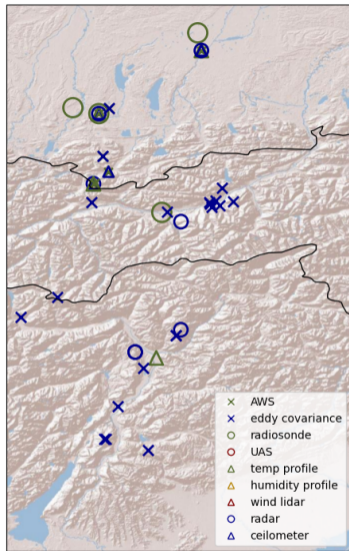 AWS
eddy covariance
radiosonde
UAS
temp profile
humidity profile
wind lidar
radar
ceilometer